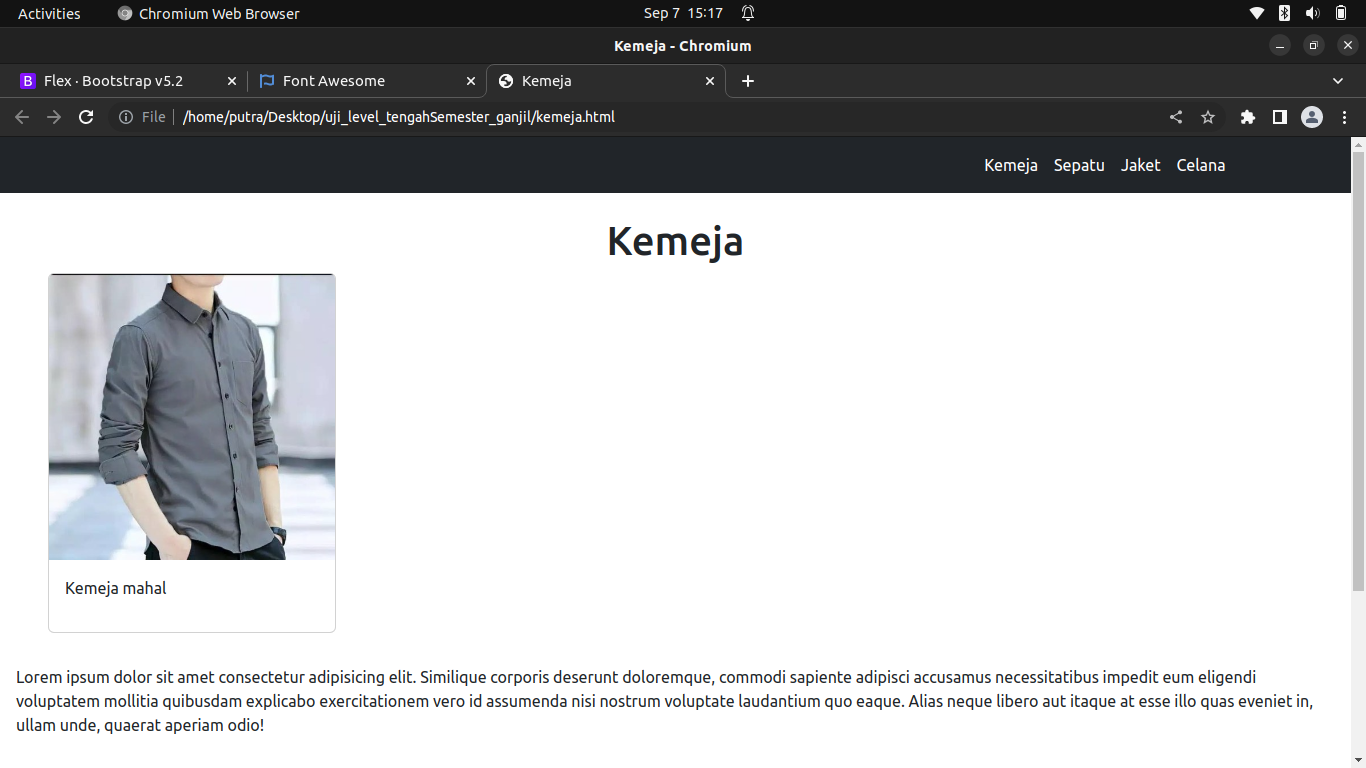 Activities Chromium Web Browser Sep 7 15:17
Kemeja - Chromium
Flex · Bootstrap v5.2 Font Awesome Kemeja
File /home/putra/Desktop/uji_level_tengahSemester_ganjil/kemeja.html
Kemeja Sepatu Jaket Celana
Kemeja
Kemeja mahal
Lorem ipsum dolor sit amet consectetur adipisicing elit. Similique corporis deserunt doloremque, commodi sapiente adipisci accusamus necessitatibus impedit eum eligendi
voluptatem mollitia quibusdam explicabo exercitationem vero id assumenda nisi nostrum voluptate laudantium quo eaque. Alias neque libero aut itaque at esse illo quas eveniet in,
ullam unde, quaerat aperiam odio!